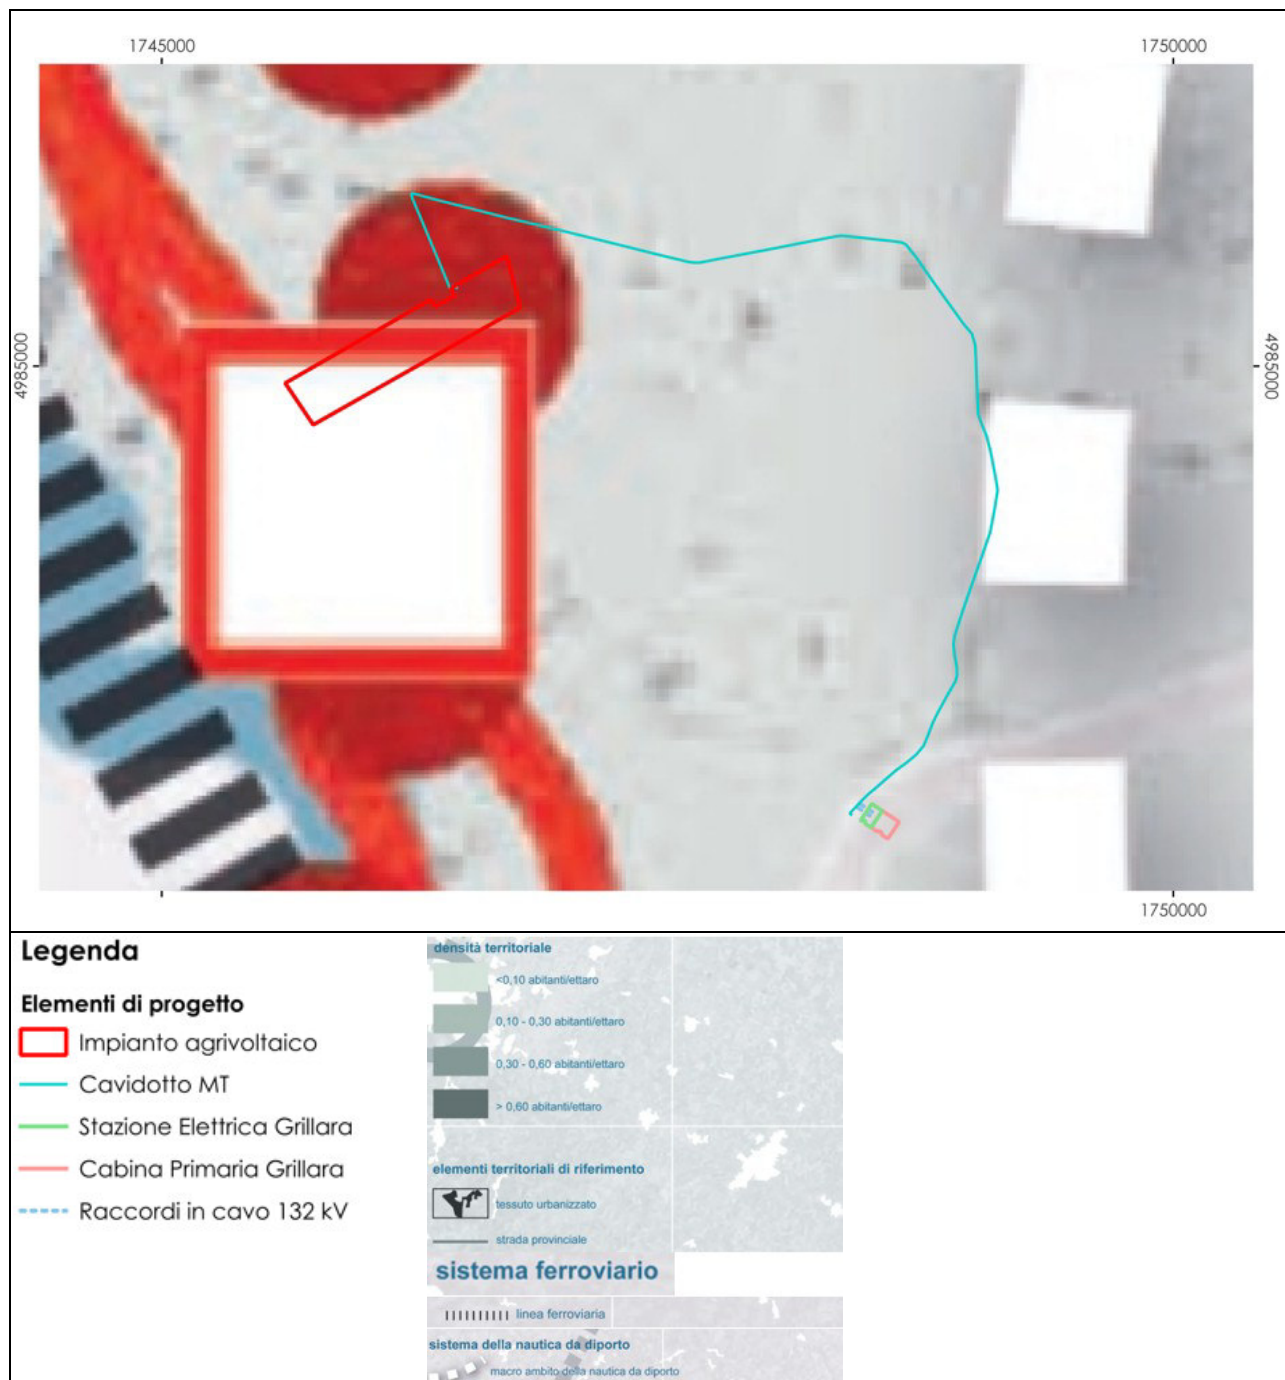 1745000
1750000
4985000
4985000
1750000
Legenda
Elementi di progetto
Impianto agrivoltaico
Cavidotto MT
Stazione Elettrica Grillara
Cabina Primaria Grillara
Raccordi in cavo 132 kV
densità territoriale
<0,10 abitanti/ettaro
0,10 - 0,30 abitanti/ettaro
0,30 - 0,60 abitanti/ettaro
> 0,60 abitanti/ettaro
elementi territoriali di riferimento
tessuto urbanizzato
strada provinciale
sistema ferroviario
linea ferroviaria
sistema della nautica da diporto
macro ambito della nautica da diporto